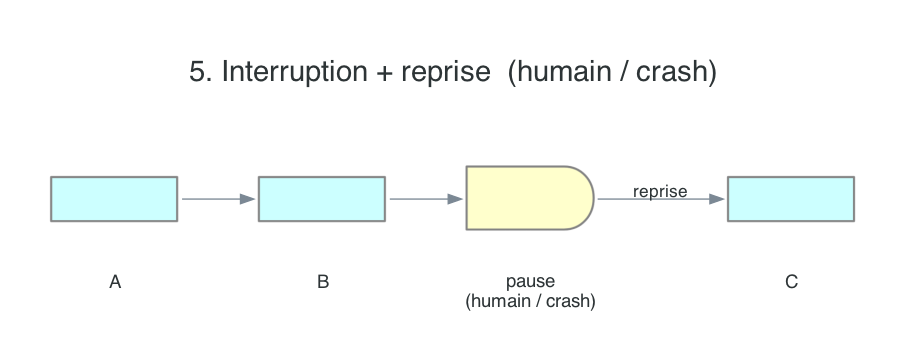 5. Interruption + reprise  (humain / crash)
reprise
A
B
pause
(humain / crash)
C